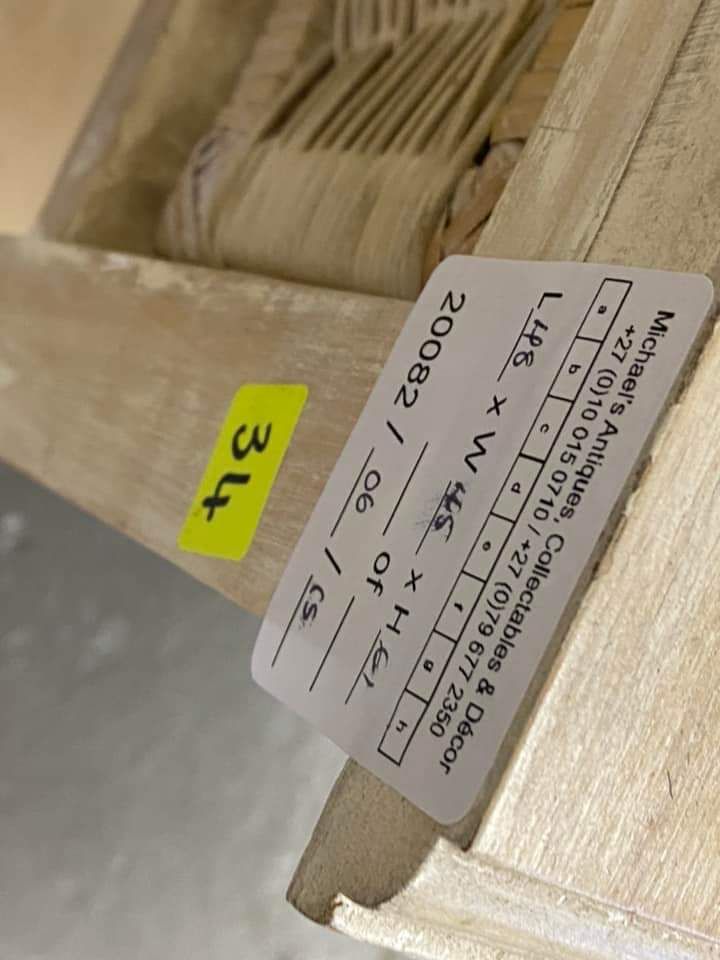 Michael's Antiques, Collectables & Décor
+27 (0)10 015 0710 / +27 (0)79 677 2350
a b c d e f g h
L 48 x W 45 x H 61
of
20082 / 06 / 15
34